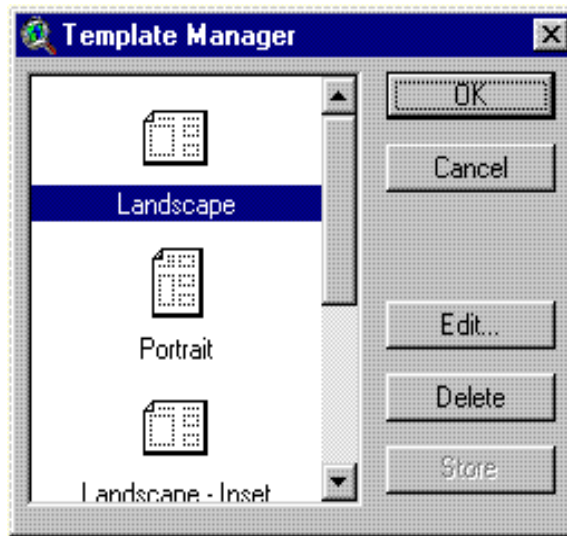 Template Manager
Landscape
Portrait
Landscape - Inset
OK
Cancel
Edit...
Delete
Store